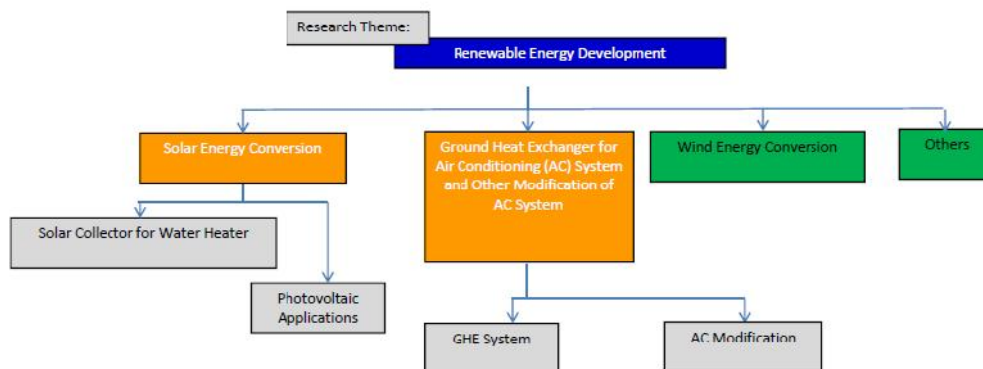 Research Theme:
Renewable Energy Development
Solar Energy Conversion
Ground Heat Exchanger for
Air Conditioning (AC) System
and Other Modification of
AC System
Wind Energy Conversion
Others
Solar Collector for Water Heater
Photovoltaic
Applications
GHE System
AC Modification